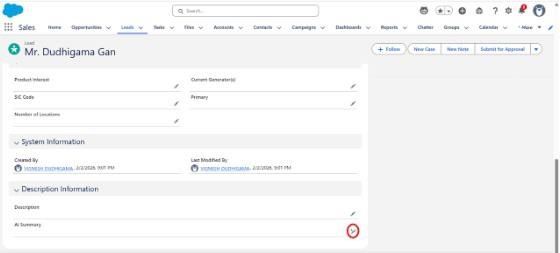 Search...
Sales
Home
Opportunities
Leads
Tasks
Files
Accounts
Contacts
Campaigns
Dashboards
Reports
Chatter
Groups
Calendar
* More
Lead
Mr. Dudhigama Gan
+ Follow
New Case
New Note
Submit for Approval
Product Interest
Current Generator(s)
SIC Code
Primary
Number of Locations
System Information
Created By
Last Modified By
VIGNESH DUDHIGAMA, 2/2/2026, 9:01 PM
VIGNESH DUDHIGAMA, 2/2/2026, 9:01 PM
Description Information
Description
AI Summary